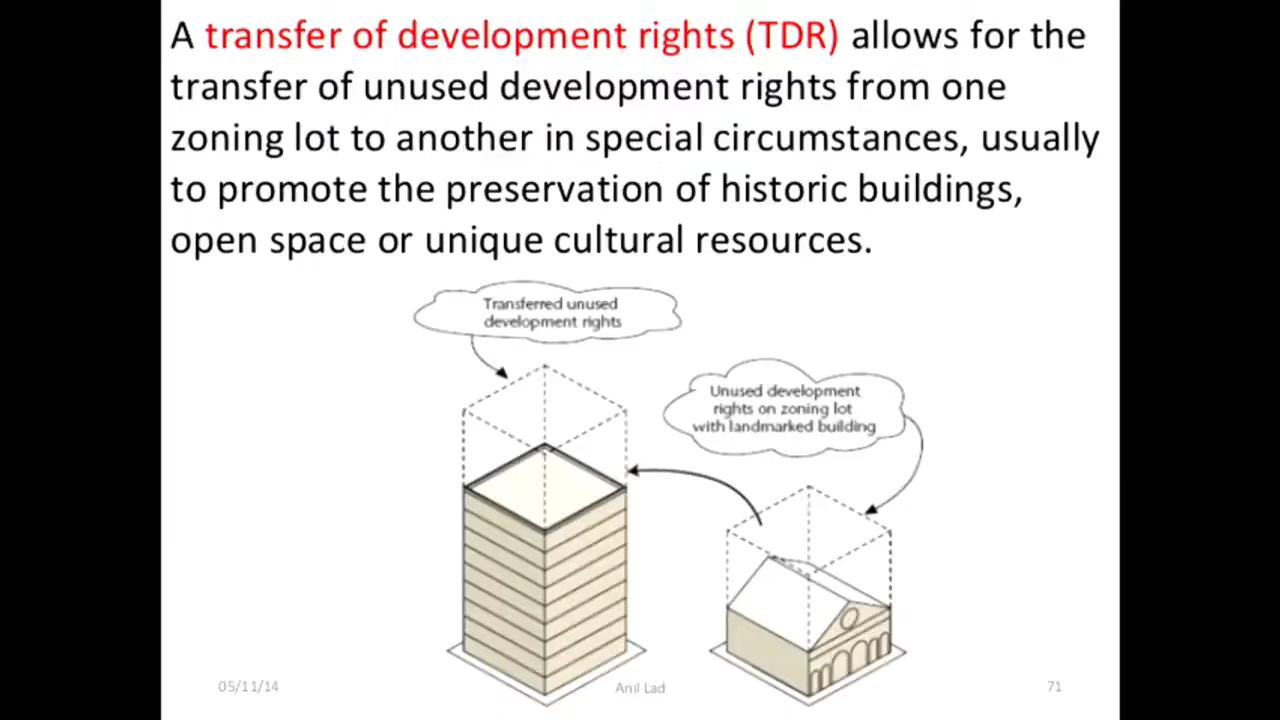 A transfer of development rights (TDR) allows for the
transfer of unused development rights from one
zoning lot to another in special circumstances, usually
to promote the preservation of historic buildings,
open space or unique cultural resources.
Transferred unused
development rights
Unused development
rights on zoning lot
with landmarked building
05/11/14
Anil Lad
71